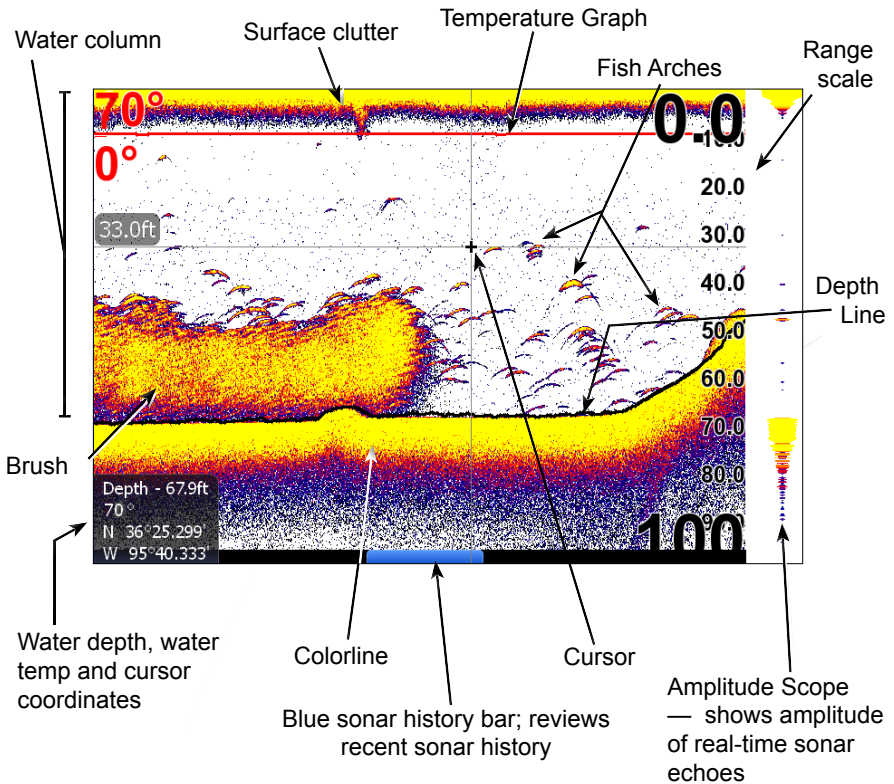 Water column
Surface clutter
Temperature Graph
Fish Arches
Range
scale
70°
0°
0.0
10.0
20.0
33.0ft
30.0
40.0
Depth
Line
50.0
60.0
70.0
Brush
80.0
Depth - 67.9ft
70 °
N 36°25.299'
W 95°40.333'
100
Water depth, water
temp and cursor
coordinates
Colorline
Cursor
Blue sonar history bar; reviews
recent sonar history
Amplitude Scope
— shows amplitude
of real-time sonar
echoes